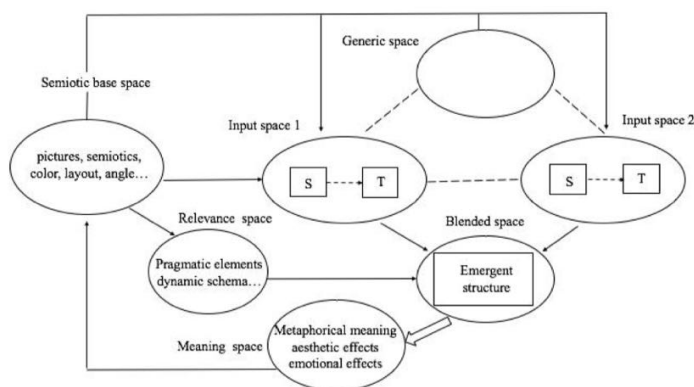 Generic space
Semiotic base space
Input space 1
Input space 2
pictures, semiotics,
color, layout, angle…
S
T
S
T
Relevance space
Blended space
Pragmatic elements
dynamic schema…
Emergent
structure
Meaning space
Metaphorical meaning
aesthetic effects
emotional effects